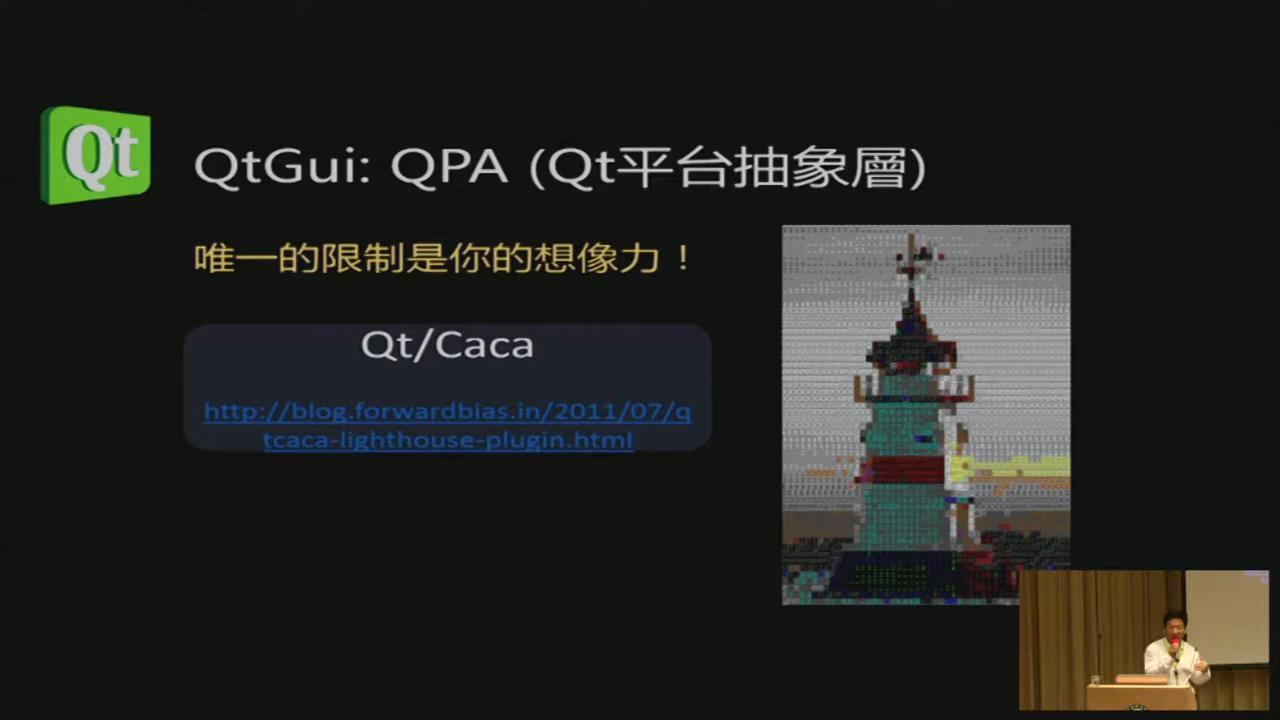 Qt
QtGui: QPA (Qt平台抽象層)
唯一的限制是你的想像力！
Qt/Caca
http://blog.forwardbias.in/2011/07/q
tcaca-lighthouse-plugin.html